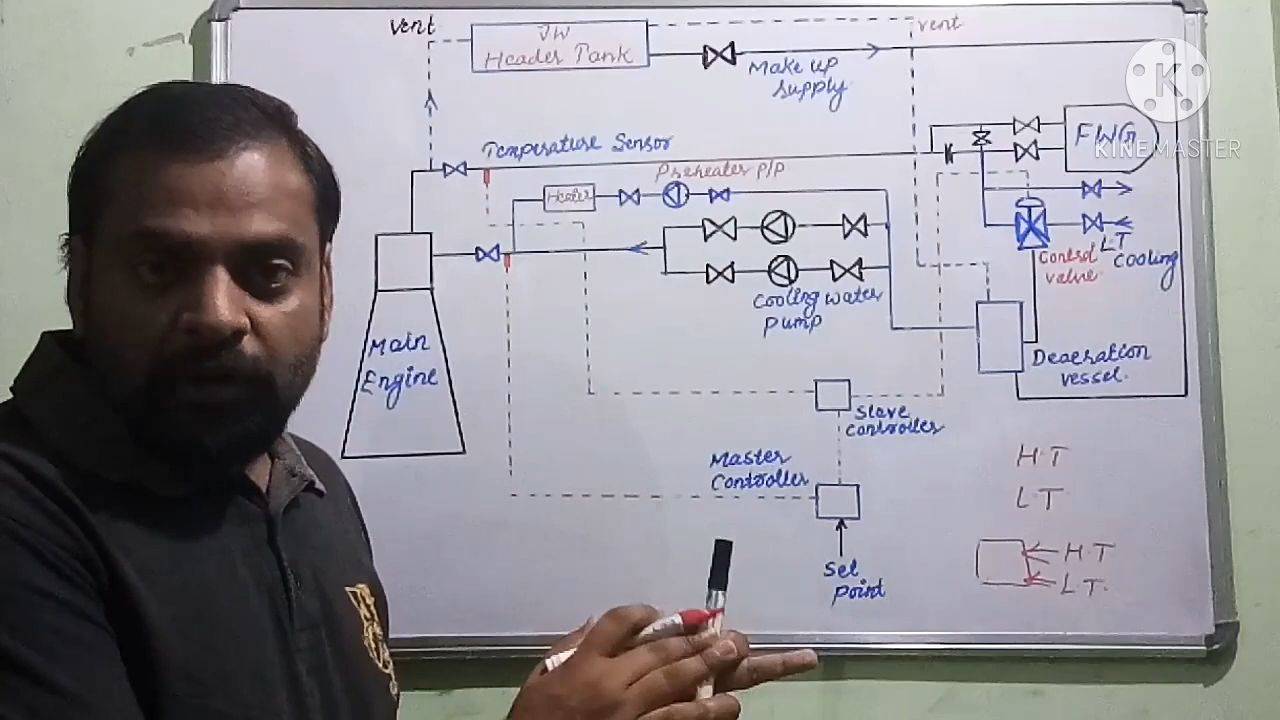 vent
JW
Header Tank
vent
Make up
supply
K
KINEMASTER
Temperature Sensor
FWG
Preheater P/P
Heater
LT
Cooling
Control
valve
Cooling water
pump
Main
Engine
Deaeration
vessel.
Slave
Controller
Master
Controller
H.T
L.T
Set
point
H.T
L.T.